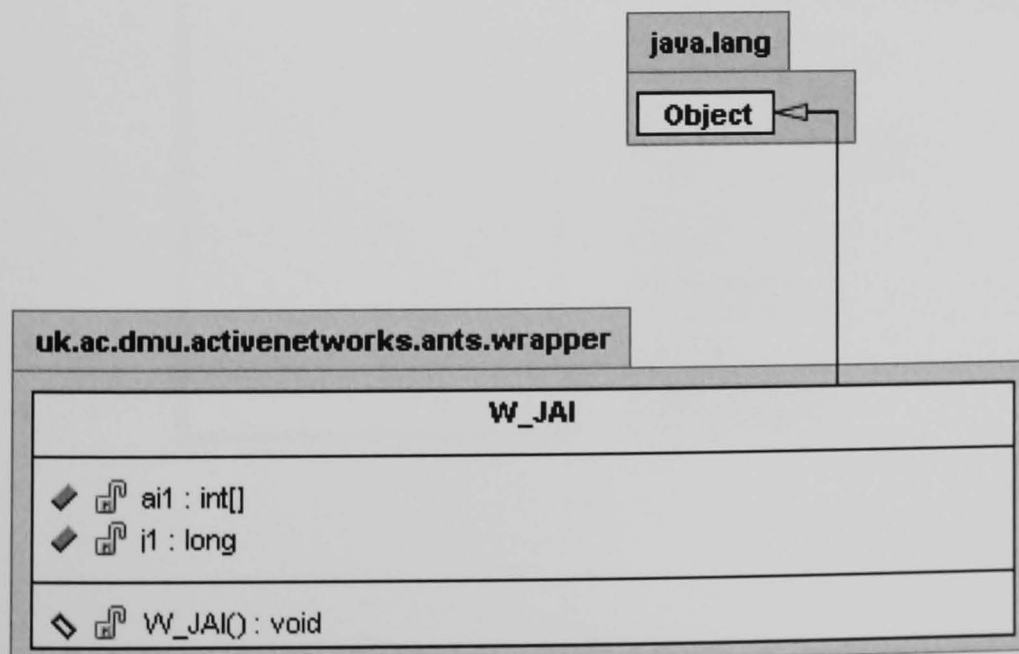 java.lang
Object
uk.ac.dmu.activenetworks.ants.wrapper
W_JAI
ai1 : int[]
j1 : long
W_JAI() : void